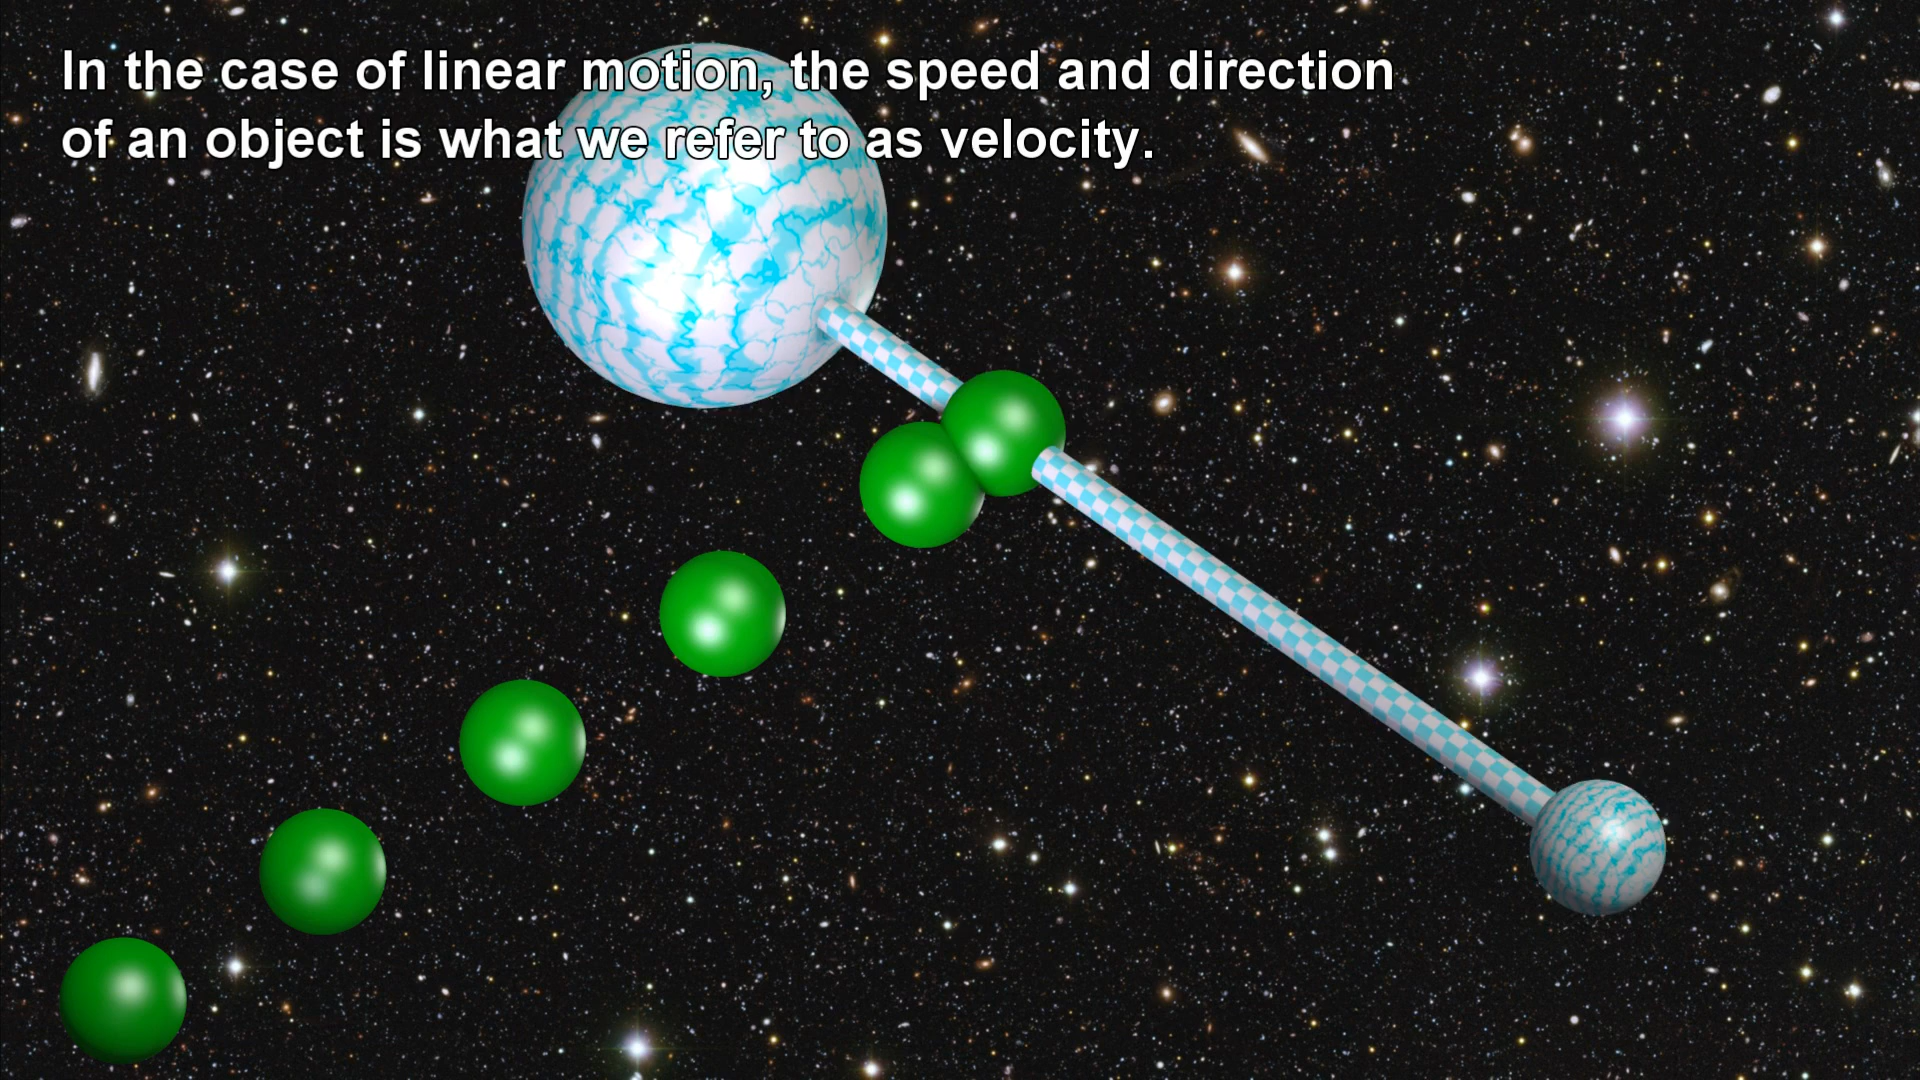 In the case of linear motion, the speed and direction
of an object is what we refer to as velocity.